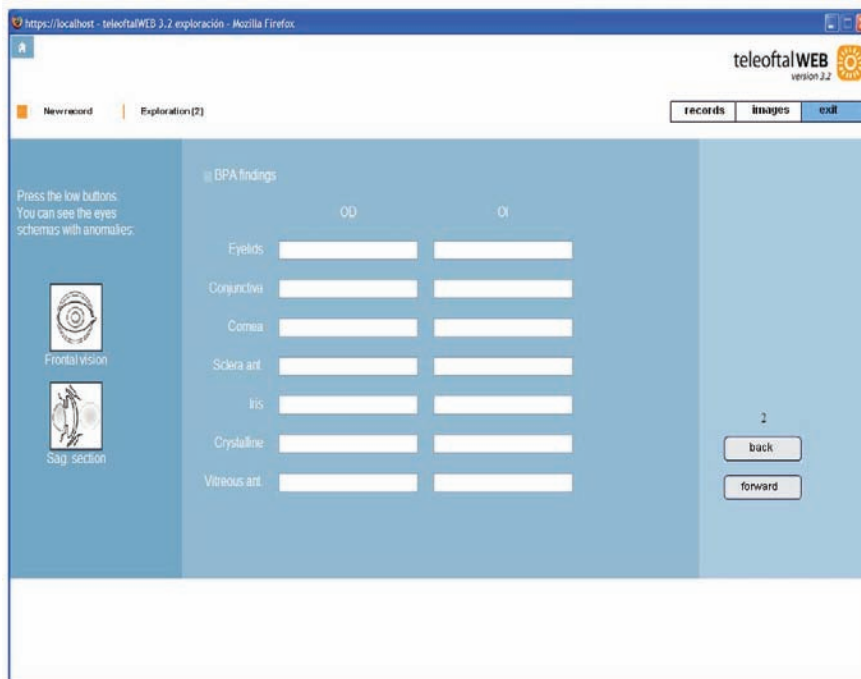 https://localhost - teleoftalWEB 3.2 exploración - Mozilla Firefox
teleoftalWEB
version 3.2
New record
Exploration (2)
records
images
exit
Press the low buttons.
You can see the eyes
schemas with anomalies:
Frontal vision
Sag. section
BPA findings
OD
OI
Eyelids
Conjunctiva
Cornea
Sclera ant.
Iris
Crystalline
Vitreous ant.
2
back
forward